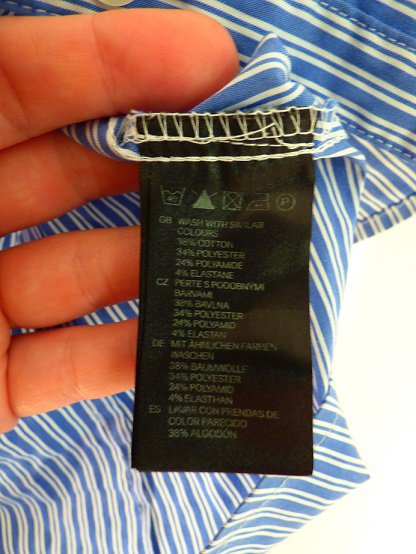 40 P
GB WASH WITH SIMILAR
COLOURS
38% COTTON
34% POLYESTER
24% POLYAMIDE
4% ELASTANE
CZ PERTE S PODOBNYMI
BARVAMI
38% BAVLNA
34% POLYESTER
24% POLYAMID
4% ELASTAN
DE MIT ÄHNLICHEN FARBEN
WASCHEN
38% BAUMWOLLE
34% POLYESTER
24% POLYAMID
4% ELASTHAN
ES LAVAR CON PRENDAS DE
COLOR PARECIDO
38% ALGODÓN